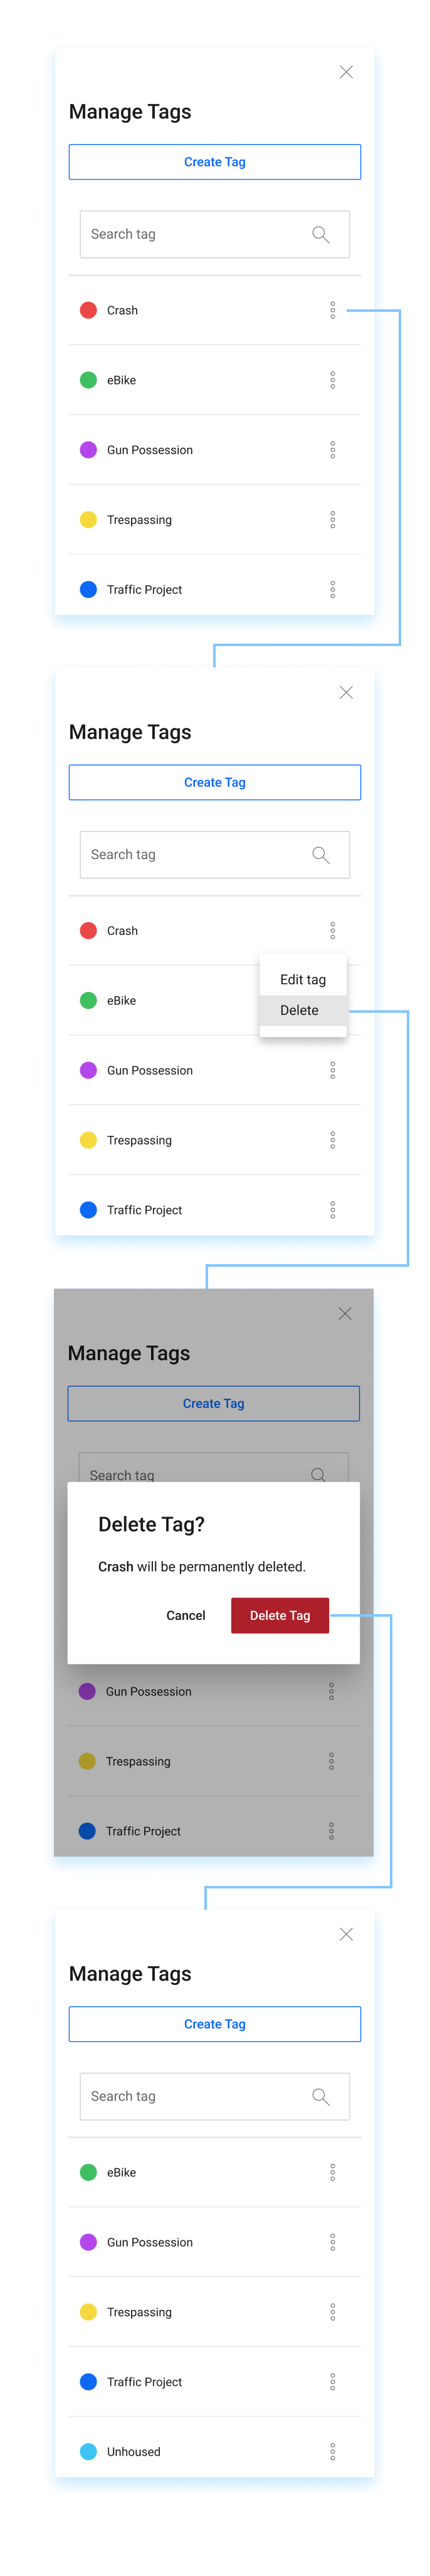 Manage Tags
Create Tag
Search tag
Crash
eBike
Gun Possession
Trespassing
Traffic Project
Manage Tags
Create Tag
Search tag
Crash
Edit tag
eBike
Delete
Gun Possession
Trespassing
Traffic Project
Manage Tags
Create Tag
Search tag
Delete Tag?
Crash will be permanently deleted.
Cancel Delete Tag
Gun Possession
Trespassing
Traffic Project
Manage Tags
Create Tag
Search tag
eBike
Gun Possession
Trespassing
Traffic Project
Unhoused